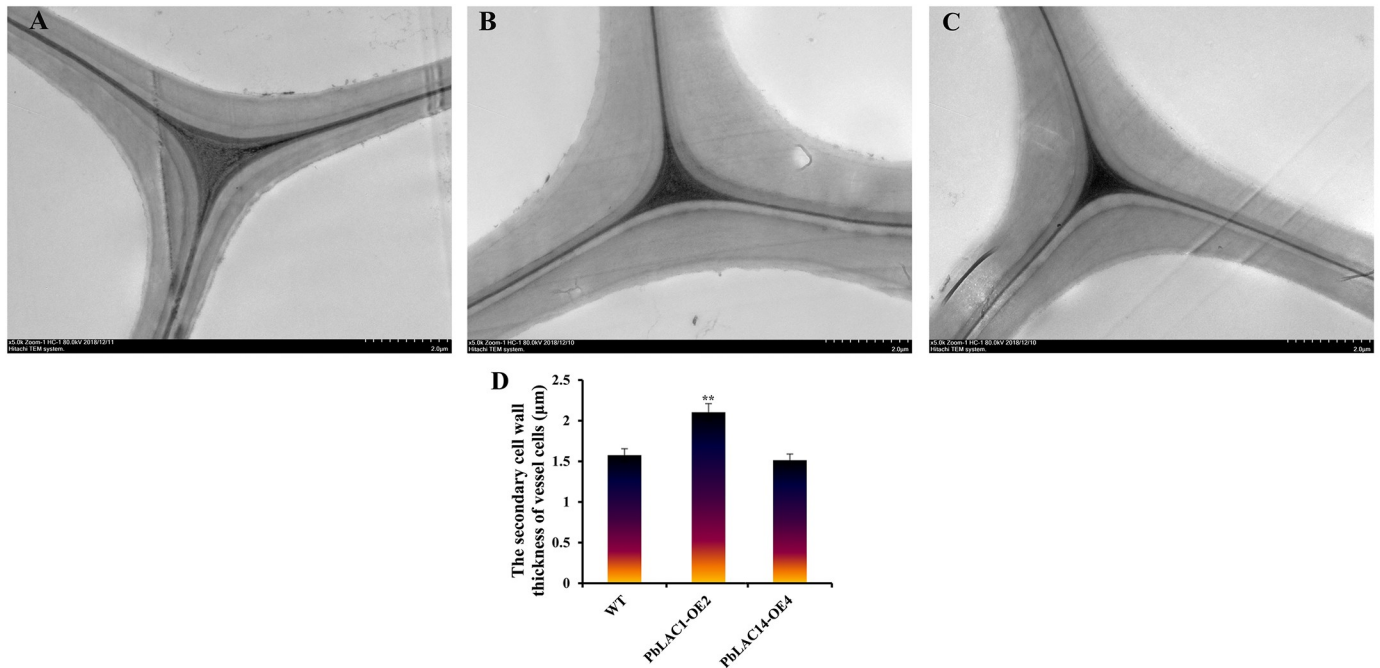 A
B
C
x5.0k Zoom-1 HC-1 80.0kV 2018/12/11
Hitachi TEM system.
2.0μm
x5.0k Zoom-1 HC-1 80.0kV 2018/12/10
Hitachi TEM system.
2.0μm
x5.0k Zoom-1 HC-1 80.0kV 2018/12/10
Hitachi TEM system.
2.0μm
D
The secondary cell wall
thickness of vessel cells (μm)
2.5
2
1.5
1
0.5
0
**
WT
PbLAC1-OE2
PbLAC14-OE4